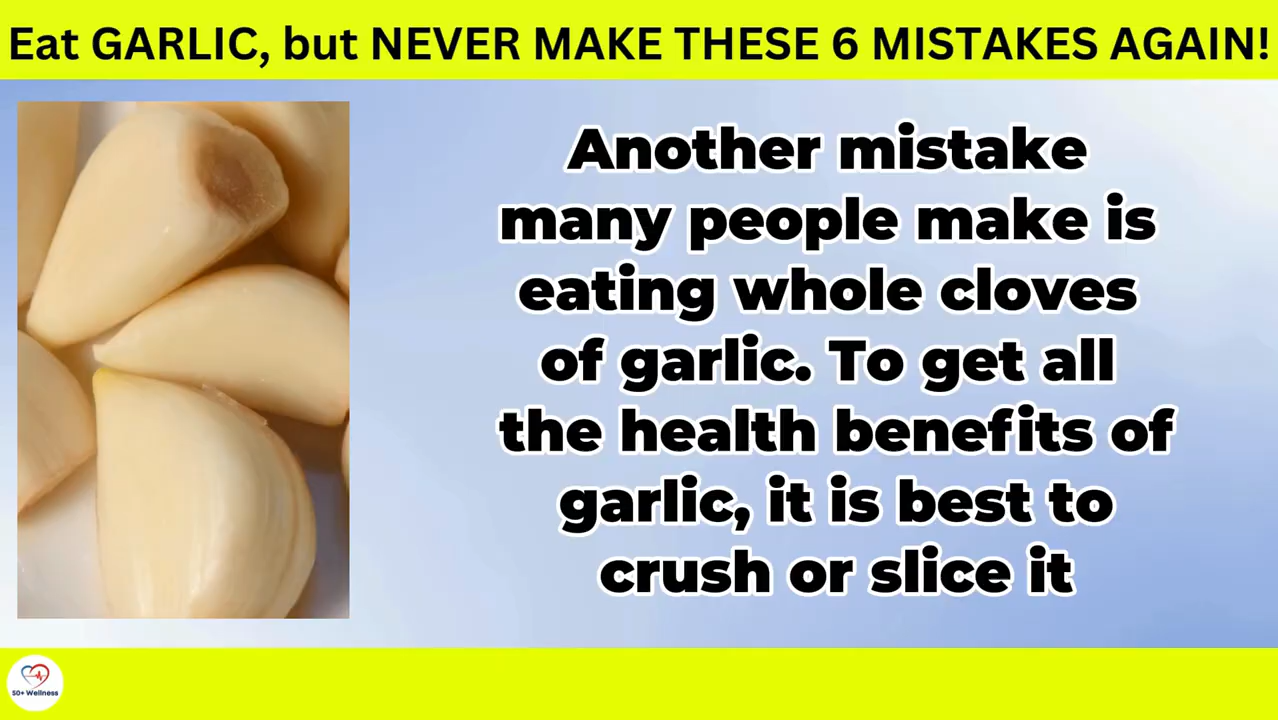 Eat GARLIC, but NEVER MAKE THESE 6 MISTAKES AGAIN!
Another mistake
many people make is
eating whole cloves
of garlic. To get all
the health benefits of
garlic, it is best to
crush or slice it
50+ Wellness